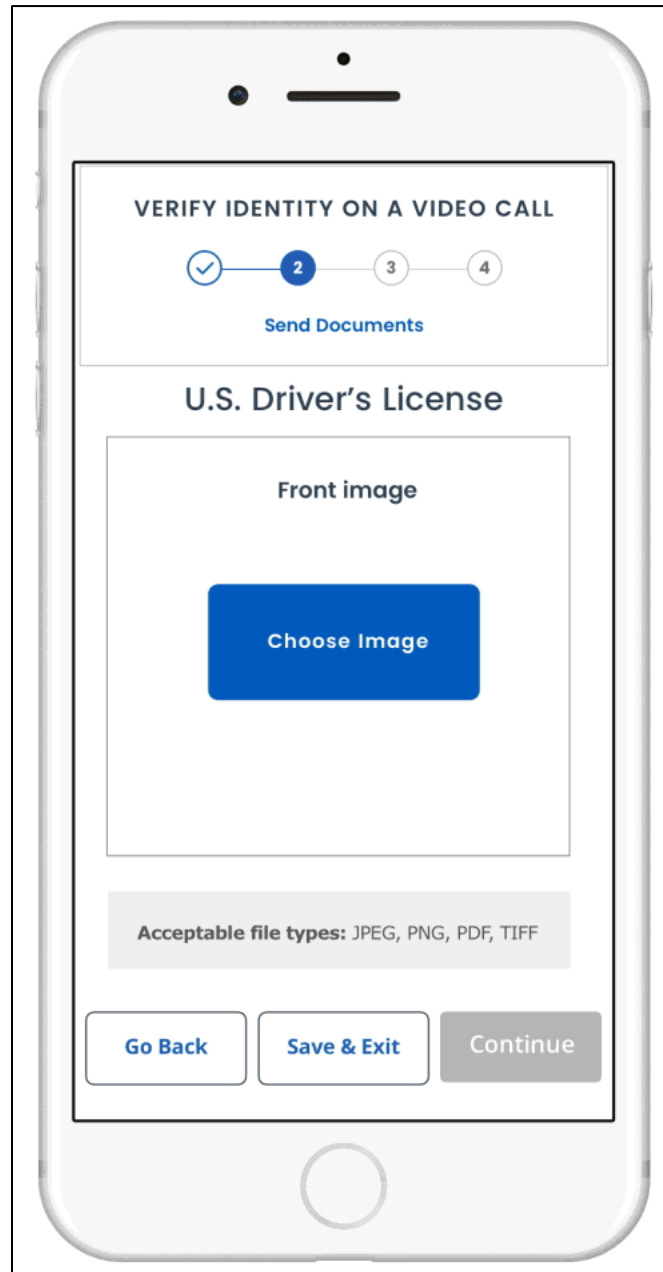 VERIFY IDENTITY ON A VIDEO CALL
2 3 4
Send Documents
U.S. Driver’s License
Front image
Choose Image
Acceptable file types: JPEG, PNG, PDF, TIFF
Go Back Save & Exit Continue